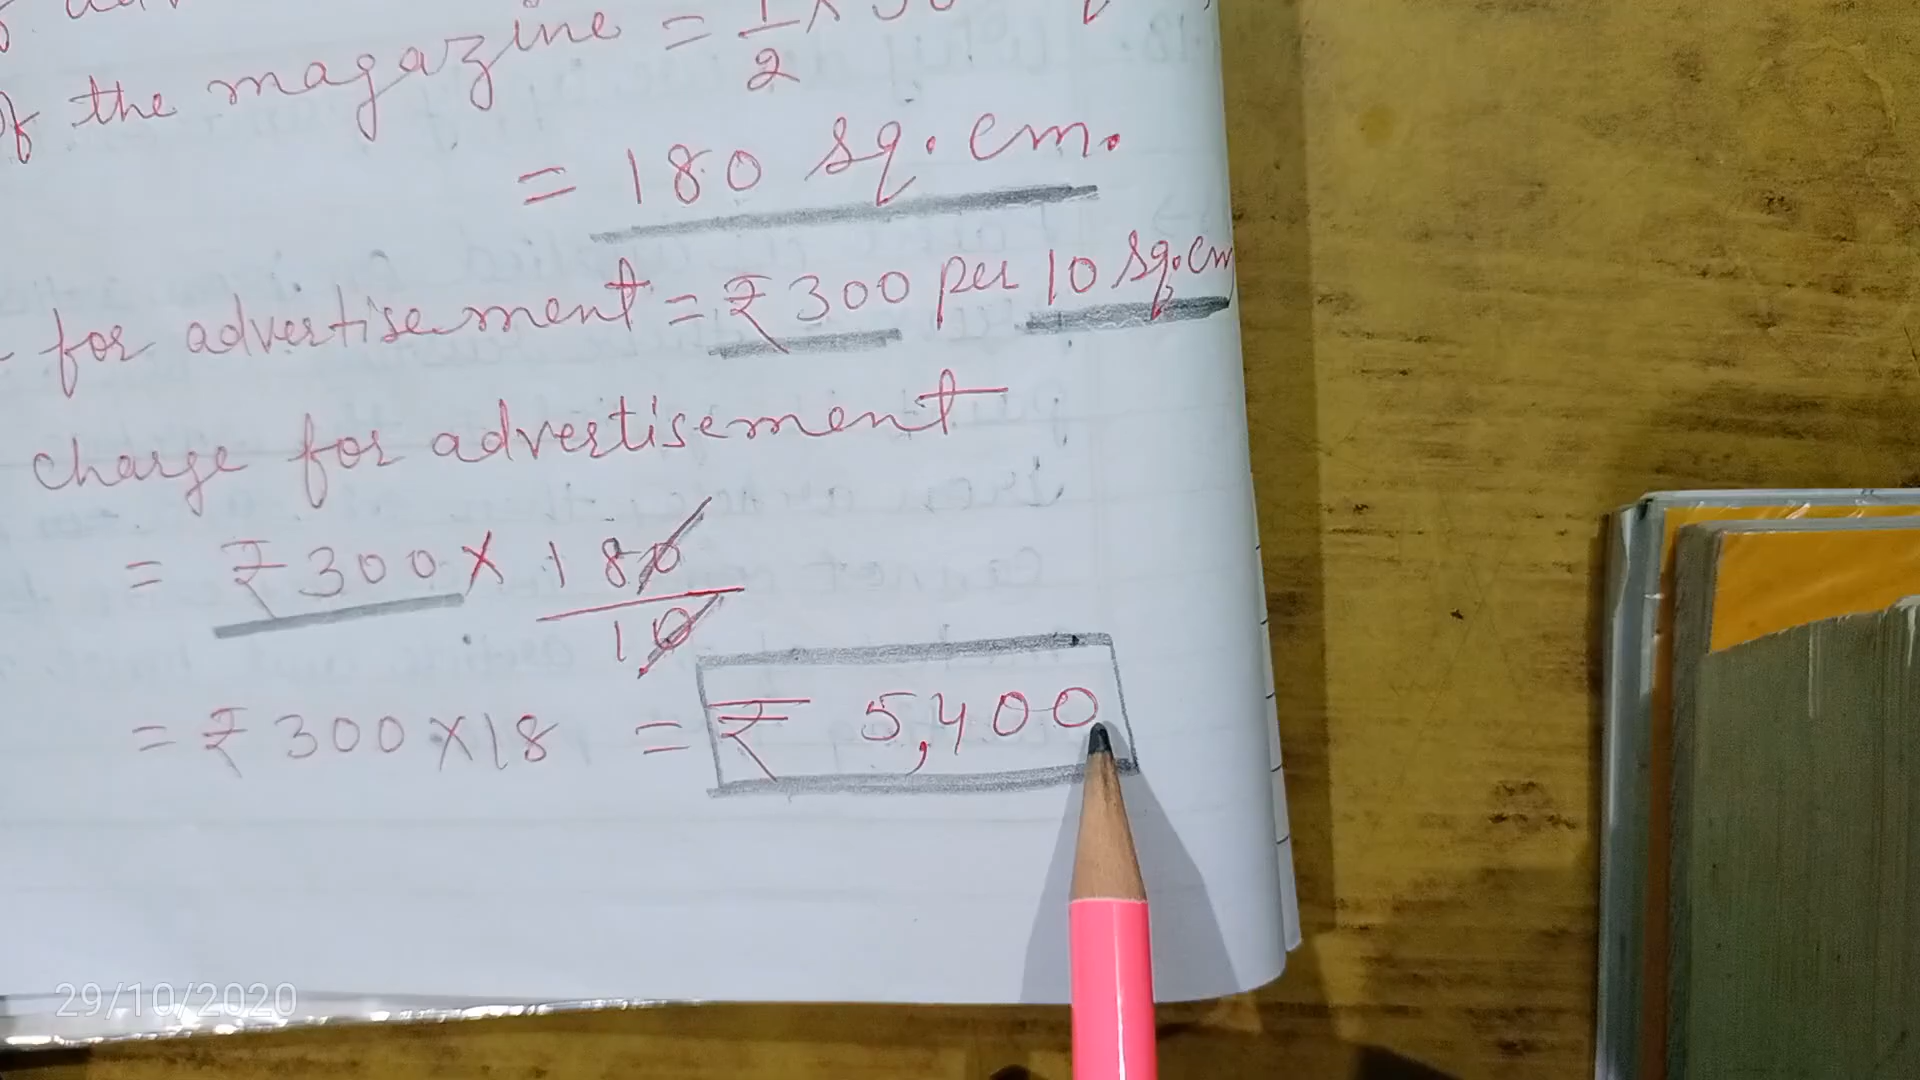 of the magazine = 1/2 ×
= 180 sq. cm.
for advertisement = ₹ 300 per 10 sq. cm
charge for advertisement
= ₹ 300 × 180/10
= ₹ 300 × 18 = ₹ 5,400
29/10/2020